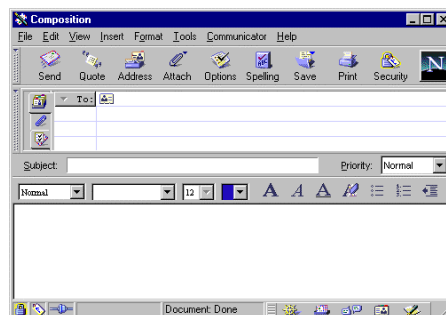 Composition
File Edit View Insert Format Tools Communicator Help
Send Quote Address Attach Options Spelling Save Print Security N
To:
Subject: Priority: Normal
Normal 12 A A A
Document: Done